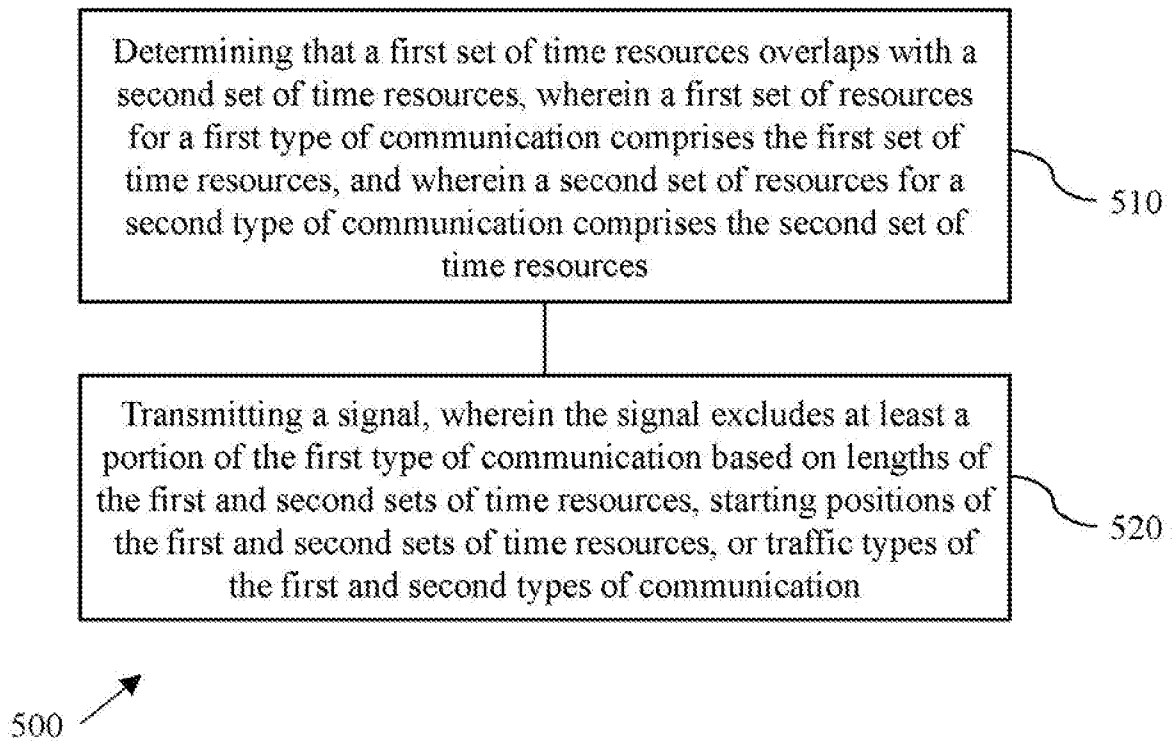 Determining that a first set of time resources overlaps with a
second set of time resources, wherein a first set of resources
for a first type of communication comprises the first set of
time resources, and wherein a second set of resources for a
second type of communication comprises the second set of
time resources
510
Transmitting a signal, wherein the signal excludes at least a
portion of the first type of communication based on lengths of
the first and second sets of time resources, starting positions of
the first and second sets of time resources, or traffic types of
the first and second types of communication
520
500